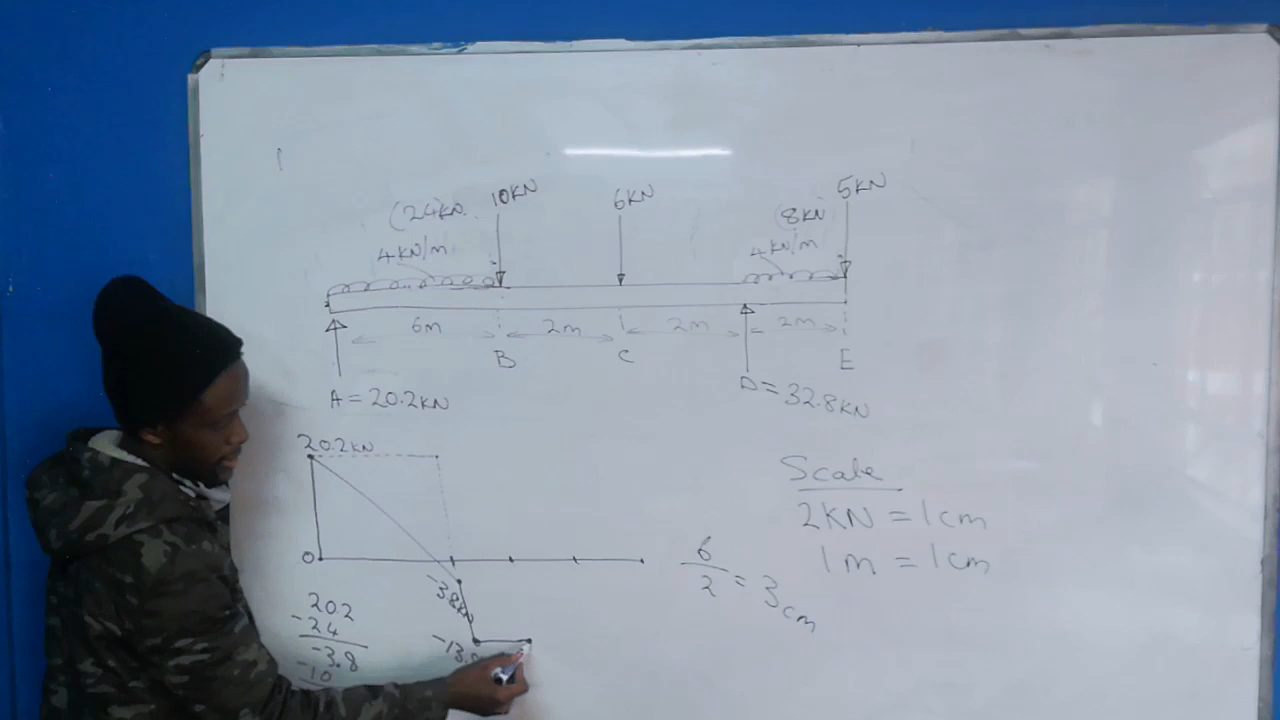 (24KN. 10KN 6KN (8KN 5KN
4KN/m 4KN/m
6m 2m 2m 2m
B C E
A = 20.2KN D = 32.8KN
20.2KN
Scale
2KN = 1cm
1m = 1cm
0
6/2 = 3cm
-3.8KN
20.2
-24
-3.8
-10